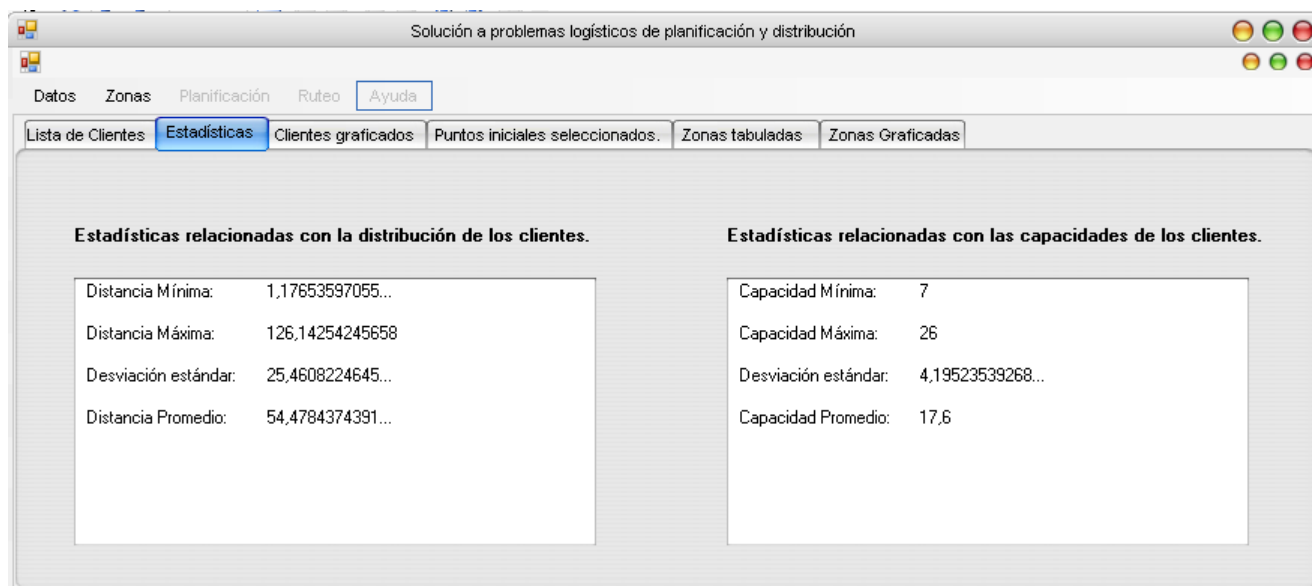 Solución a problemas logísticos de planificación y distribución
Datos Zonas Planificación Ruteo Ayuda
Lista de Clientes Estadísticas Clientes graficados Puntos iniciales seleccionados. Zonas tabuladas Zonas Graficadas
Estadísticas relacionadas con la distribución de los clientes. Estadísticas relacionadas con las capacidades de los clientes.
Distancia Mínima: 1,17653597055... Capacidad Mínima: 7
Distancia Máxima: 126,14254245658 Capacidad Máxima: 26
Desviación estándar: 25,4608224645... Desviación estándar: 4,19523539268...
Distancia Promedio: 54,4784374391... Capacidad Promedio: 17,6